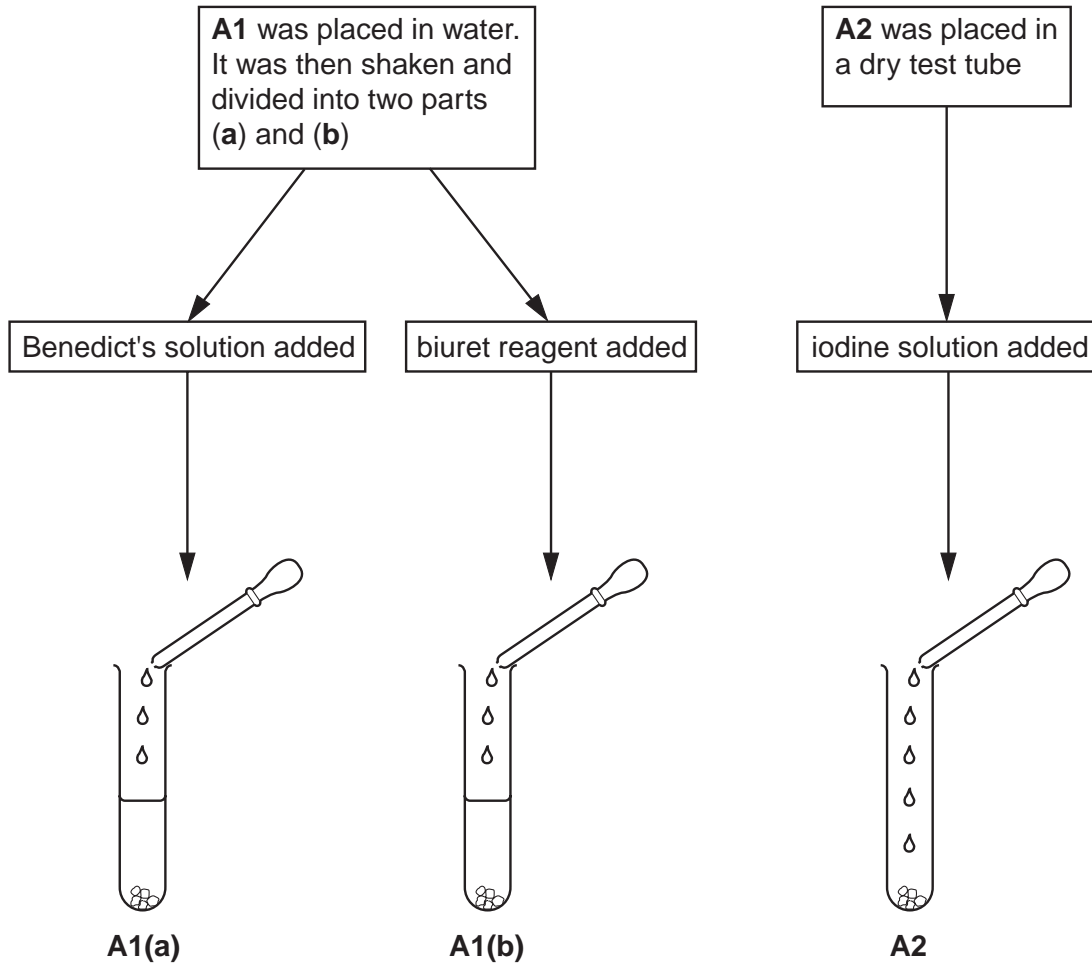 A1 was placed in water.
It was then shaken and
divided into two parts
(a) and (b)
A2 was placed in
a dry test tube
Benedict's solution added
biuret reagent added
iodine solution added
A1(a)
A1(b)
A2